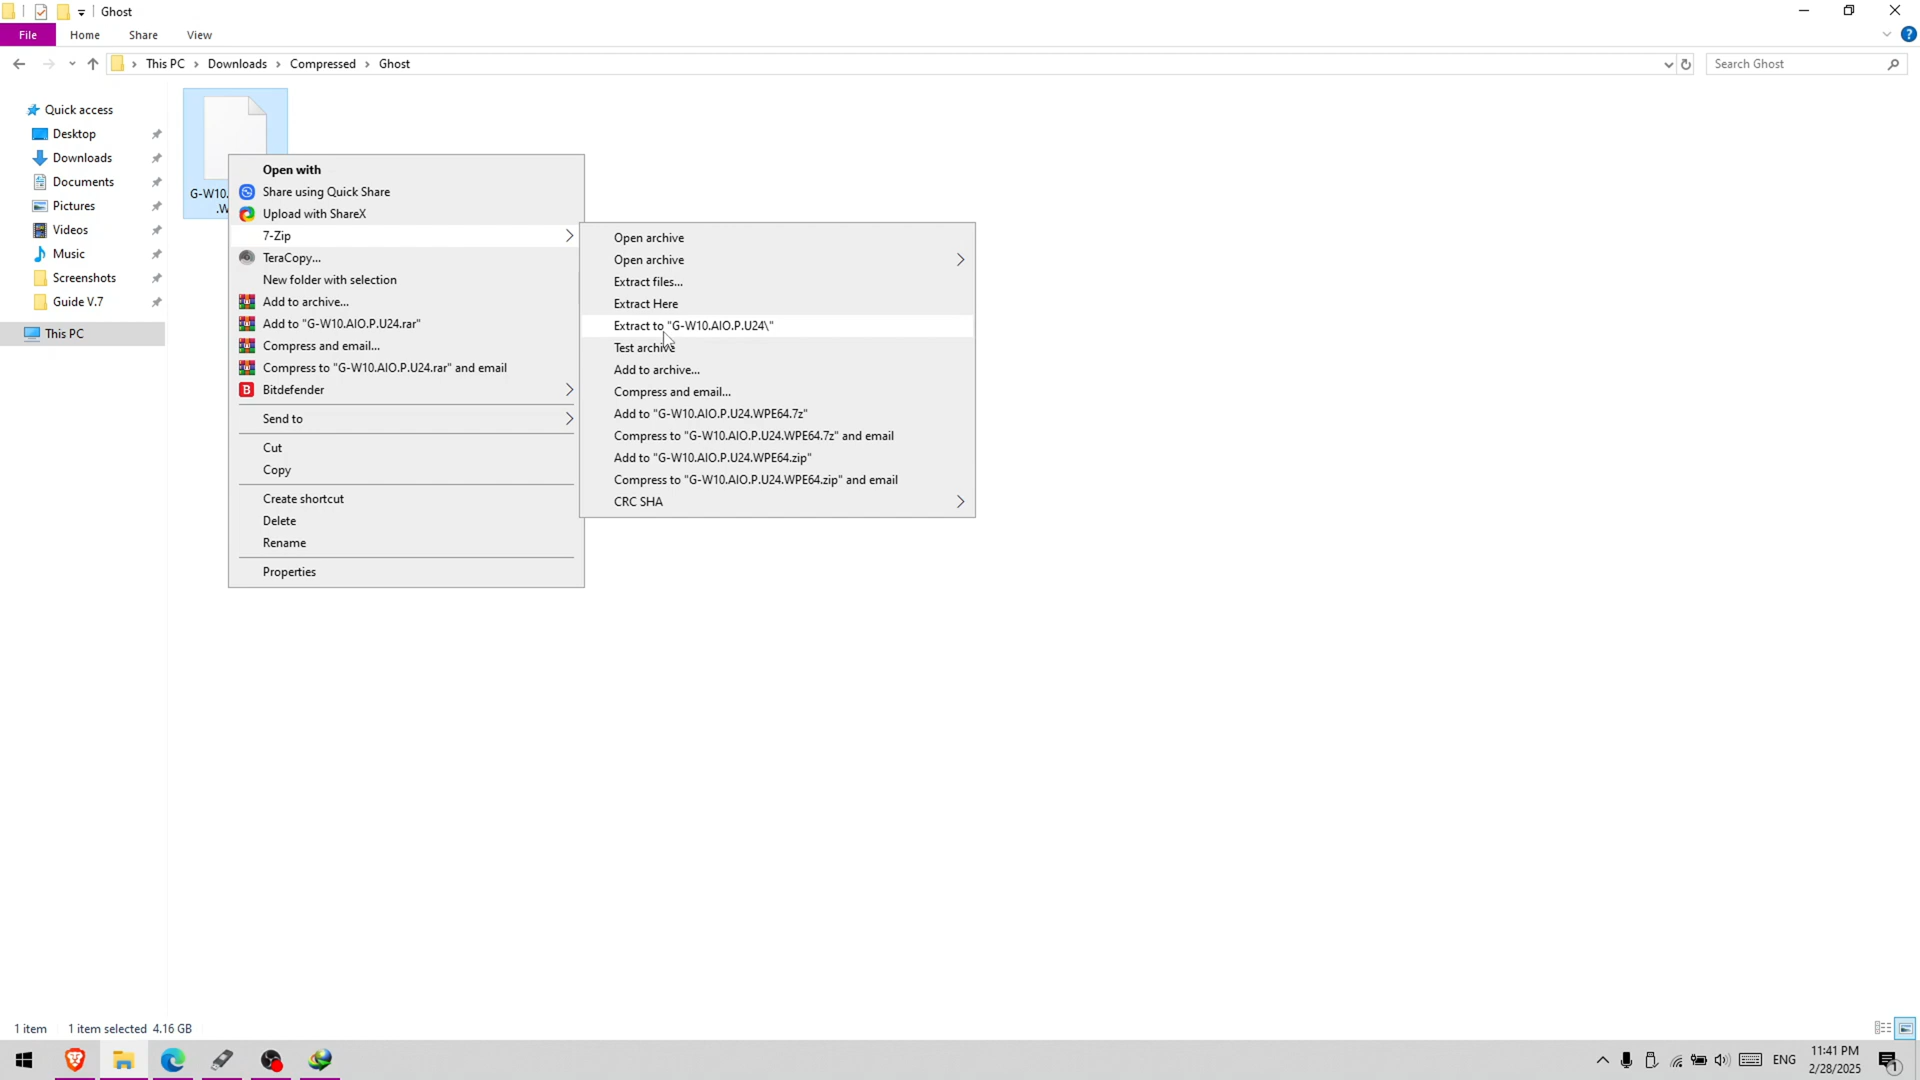 Ghost
File Home Share View
This PC Downloads Compressed Ghost
Search Ghost
Quick access
Desktop
Downloads
Documents
Pictures
Videos
Music
Screenshots
Guide V.7
This PC
G-W10.
.W
Open with
Share using Quick Share
Upload with ShareX
7-Zip
TeraCopy...
New folder with selection
Add to archive...
Add to "G-W10.AIO.P.U24.rar"
Compress and email...
Compress to "G-W10.AIO.P.U24.rar" and email
Bitdefender
Send to
Cut
Copy
Create shortcut
Delete
Rename
Properties
Open archive
Open archive
Extract files...
Extract Here
Extract to "G-W10.AIO.P.U24\"
Test archive
Add to archive...
Compress and email...
Add to "G-W10.AIO.P.U24.WPE64.7z"
Compress to "G-W10.AIO.P.U24.WPE64.7z" and email
Add to "G-W10.AIO.P.U24.WPE64.zip"
Compress to "G-W10.AIO.P.U24.WPE64.zip" and email
CRC SHA
1 item 1 item selected 4.16 GB
ENG
11:41 PM
2/28/2025
1